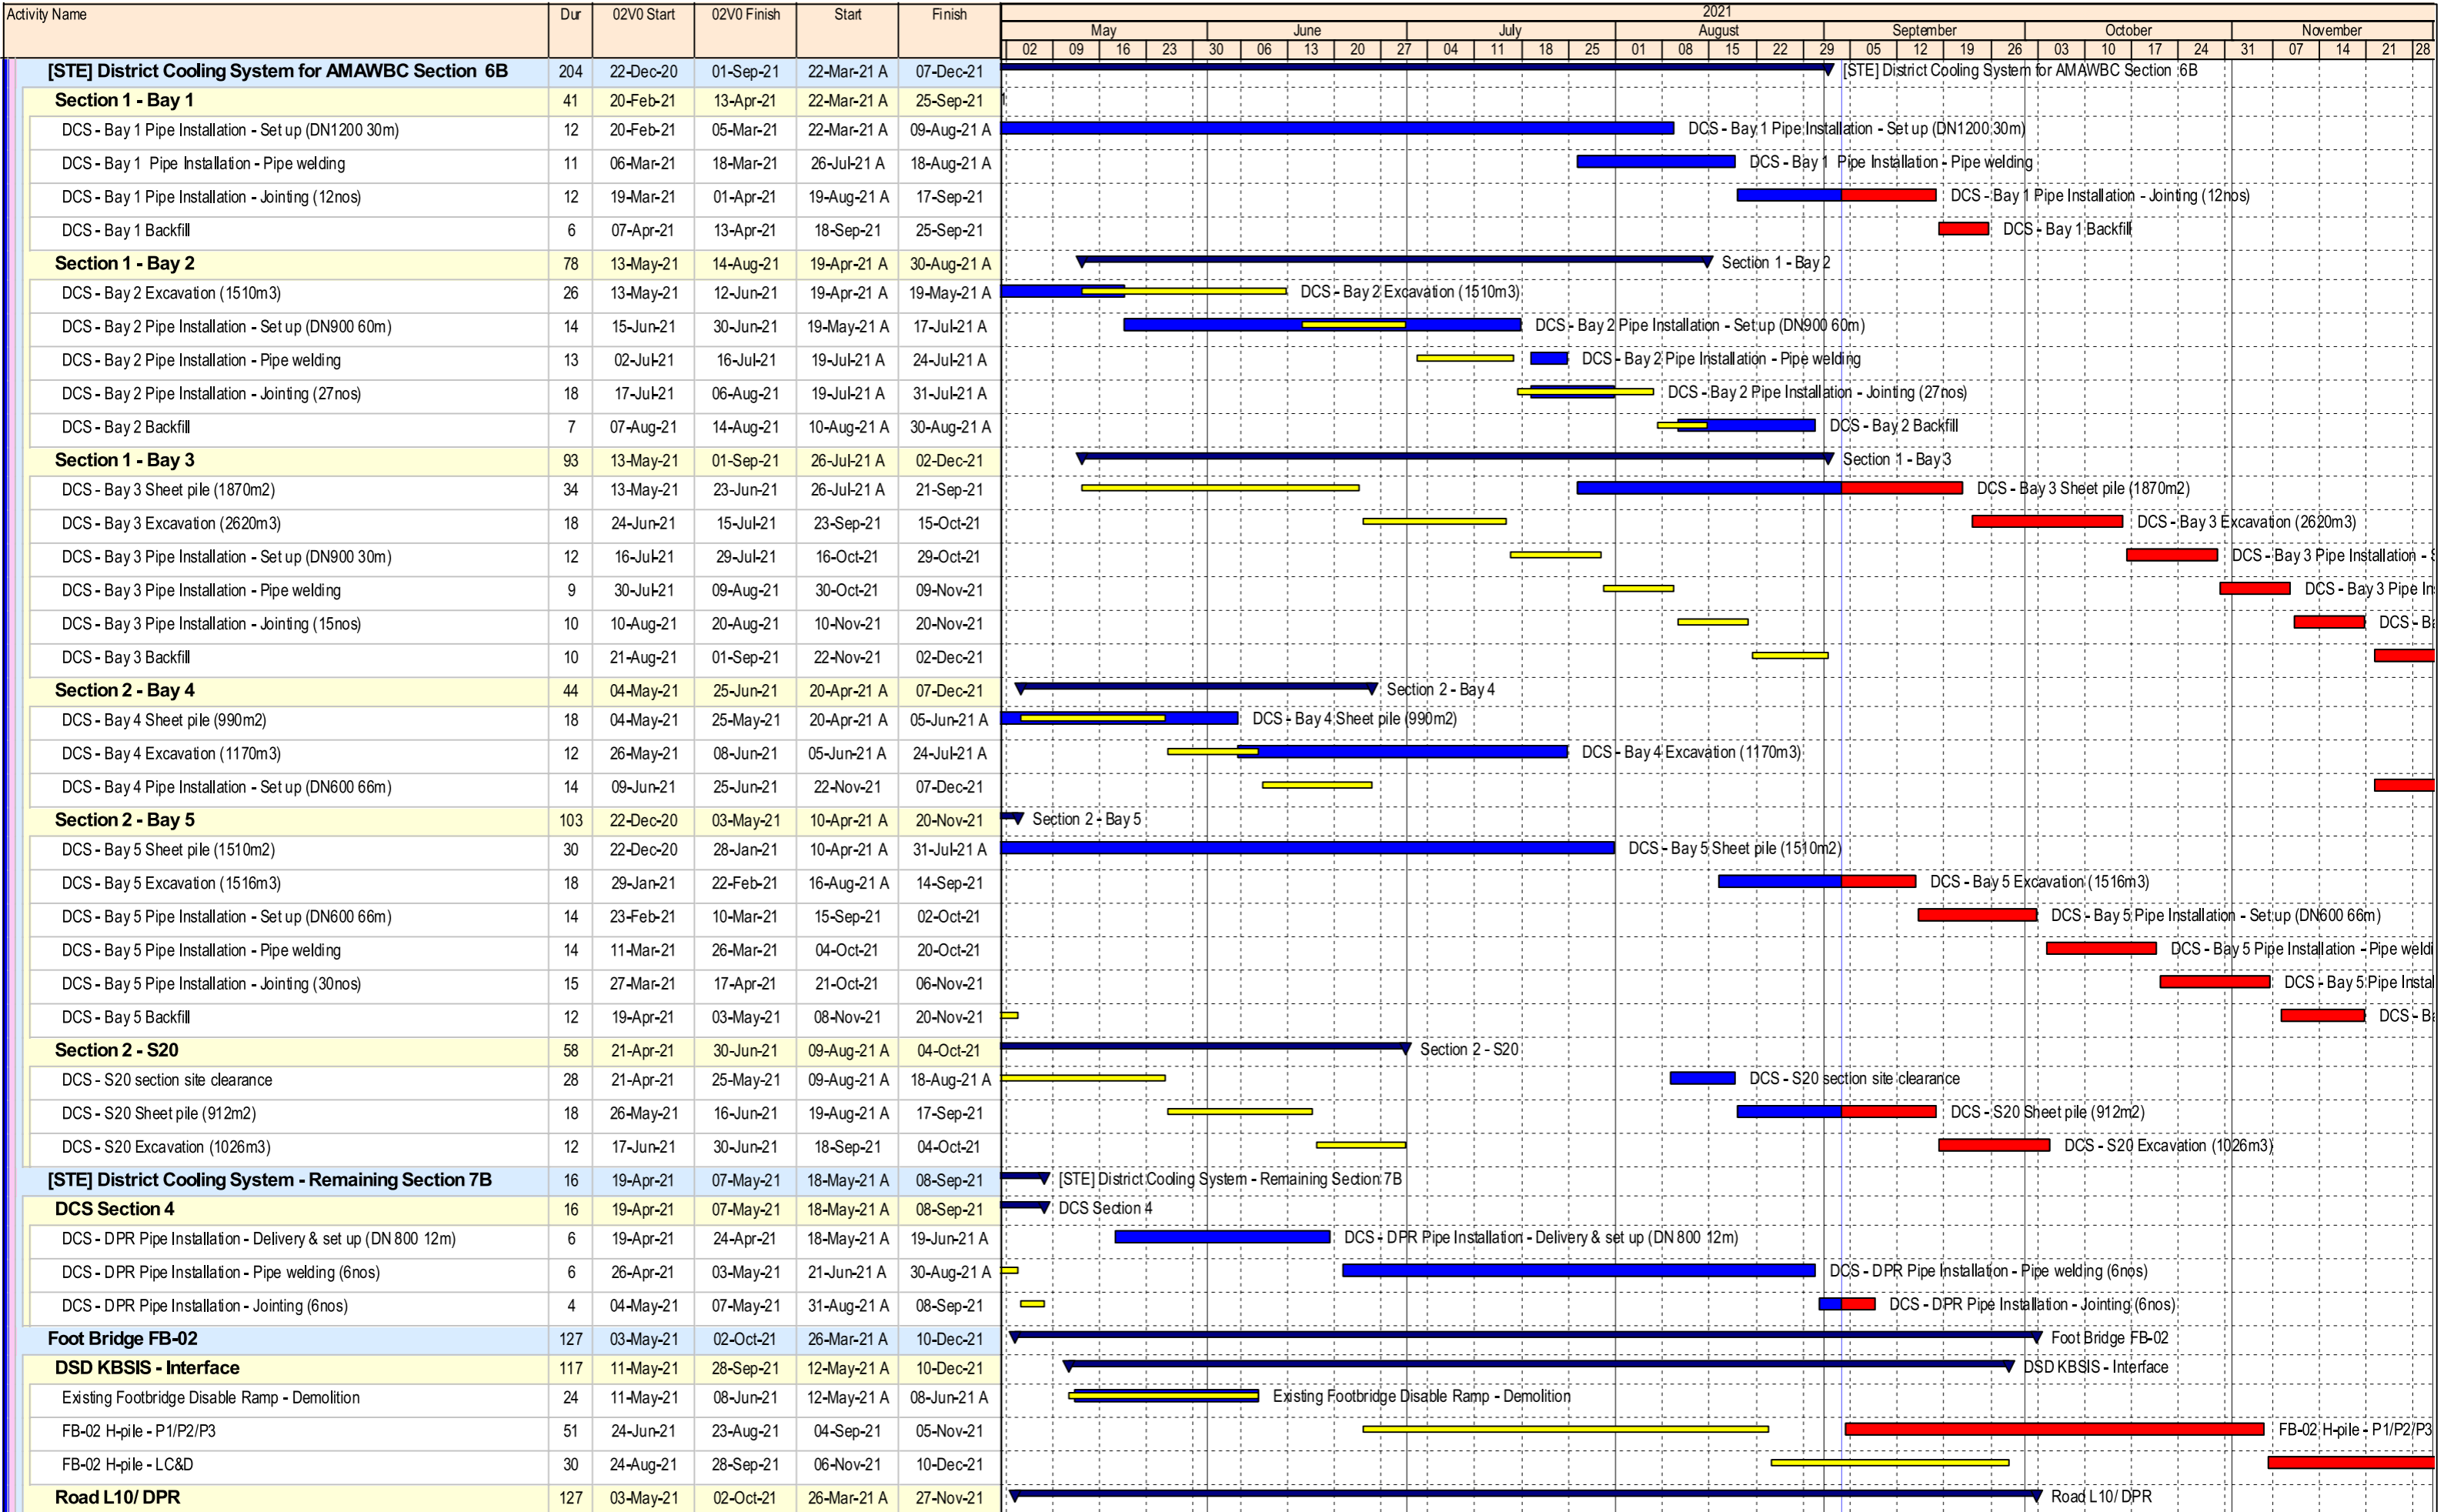 Activity Name Dur 02V0 Start 02V0 Finish Start Finish 2021
May June July August September October November
02 09 16 23 30 06 13 20 27 04 11 18 25 01 08 15 22 29 05 12 19 26 03 10 17 24 31 07 14 21 28
[STE] District Cooling System for AMAWBC Section 6B 204 22-Dec-20 01-Sep-21 22-Mar-21 A 07-Dec-21 [STE] District Cooling System for AMAWBC Section 6B
Section 1 - Bay 1 41 20-Feb-21 13-Apr-21 22-Mar-21 A 25-Sep-21
DCS - Bay 1 Pipe Installation - Set up (DN1200 30m) 12 20-Feb-21 05-Mar-21 22-Mar-21 A 09-Aug-21 A DCS - Bay 1 Pipe Installation - Set up (DN1200 30m)
DCS - Bay 1 Pipe Installation - Pipe welding 11 06-Mar-21 18-Mar-21 26-Jul-21 A 18-Aug-21 A DCS - Bay 1 Pipe Installation - Pipe welding
DCS - Bay 1 Pipe Installation - Jointing (12nos) 12 19-Mar-21 01-Apr-21 19-Aug-21 A 17-Sep-21 DCS - Bay 1 Pipe Installation - Jointing (12nos)
DCS - Bay 1 Backfill 6 07-Apr-21 13-Apr-21 18-Sep-21 25-Sep-21 DCS - Bay 1 Backfill
Section 1 - Bay 2 78 13-May-21 14-Aug-21 19-Apr-21 A 30-Aug-21 A Section 1 - Bay 2
DCS - Bay 2 Excavation (1510m3) 26 13-May-21 12-Jun-21 19-Apr-21 A 19-May-21 A DCS - Bay 2 Excavation (1510m3)
DCS - Bay 2 Pipe Installation - Set up (DN900 60m) 14 15-Jun-21 30-Jun-21 19-May-21 A 17-Jul-21 A DCS - Bay 2 Pipe Installation - Set up (DN900 60m)
DCS - Bay 2 Pipe Installation - Pipe welding 13 02-Jul-21 16-Jul-21 19-Jul-21 A 24-Jul-21 A DCS - Bay 2 Pipe Installation - Pipe welding
DCS - Bay 2 Pipe Installation - Jointing (27nos) 18 17-Jul-21 06-Aug-21 19-Jul-21 A 31-Jul-21 A DCS - Bay 2 Pipe Installation - Jointing (27nos)
DCS - Bay 2 Backfill 7 07-Aug-21 14-Aug-21 10-Aug-21 A 30-Aug-21 A DCS - Bay 2 Backfill
Section 1 - Bay 3 93 13-May-21 01-Sep-21 26-Jul-21 A 02-Dec-21 Section 1 - Bay 3
DCS - Bay 3 Sheet pile (1870m2) 34 13-May-21 23-Jun-21 26-Jul-21 A 21-Sep-21 DCS - Bay 3 Sheet pile (1870m2)
DCS - Bay 3 Excavation (2620m3) 18 24-Jun-21 15-Jul-21 23-Sep-21 15-Oct-21 DCS - Bay 3 Excavation (2620m3)
DCS - Bay 3 Pipe Installation - Set up (DN900 30m) 12 16-Jul-21 29-Jul-21 16-Oct-21 29-Oct-21 DCS - Bay 3 Pipe Installation - S
DCS - Bay 3 Pipe Installation - Pipe welding 9 30-Jul-21 09-Aug-21 30-Oct-21 09-Nov-21 DCS - Bay 3 Pipe In
DCS - Bay 3 Pipe Installation - Jointing (15nos) 10 10-Aug-21 20-Aug-21 10-Nov-21 20-Nov-21 DCS - Ba
DCS - Bay 3 Backfill 10 21-Aug-21 01-Sep-21 22-Nov-21 02-Dec-21
Section 2 - Bay 4 44 04-May-21 25-Jun-21 20-Apr-21 A 07-Dec-21 Section 2 - Bay 4
DCS - Bay 4 Sheet pile (990m2) 18 04-May-21 25-May-21 20-Apr-21 A 05-Jun-21 A DCS - Bay 4 Sheet pile (990m2)
DCS - Bay 4 Excavation (1170m3) 12 26-May-21 08-Jun-21 05-Jun-21 A 24-Jul-21 A DCS - Bay 4 Excavation (1170m3)
DCS - Bay 4 Pipe Installation - Set up (DN600 66m) 14 09-Jun-21 25-Jun-21 22-Nov-21 07-Dec-21
Section 2 - Bay 5 103 22-Dec-20 03-May-21 10-Apr-21 A 20-Nov-21 Section 2 - Bay 5
DCS - Bay 5 Sheet pile (1510m2) 30 22-Dec-20 28-Jan-21 10-Apr-21 A 31-Jul-21 A DCS - Bay 5 Sheet pile (1510m2)
DCS - Bay 5 Excavation (1516m3) 18 29-Jan-21 22-Feb-21 16-Aug-21 A 14-Sep-21 DCS - Bay 5 Excavation (1516m3)
DCS - Bay 5 Pipe Installation - Set up (DN600 66m) 14 23-Feb-21 10-Mar-21 15-Sep-21 02-Oct-21 DCS - Bay 5 Pipe Installation - Set up (DN600 66m)
DCS - Bay 5 Pipe Installation - Pipe welding 14 11-Mar-21 26-Mar-21 04-Oct-21 20-Oct-21 DCS - Bay 5 Pipe Installation - Pipe weldi
DCS - Bay 5 Pipe Installation - Jointing (30nos) 15 27-Mar-21 17-Apr-21 21-Oct-21 06-Nov-21 DCS - Bay 5 Pipe Instal
DCS - Bay 5 Backfill 12 19-Apr-21 03-May-21 08-Nov-21 20-Nov-21 DCS - Ba
Section 2 - S20 58 21-Apr-21 30-Jun-21 09-Aug-21 A 04-Oct-21 Section 2 - S20
DCS - S20 section site clearance 28 21-Apr-21 25-May-21 09-Aug-21 A 18-Aug-21 A DCS - S20 section site clearance
DCS - S20 Sheet pile (912m2) 18 26-May-21 16-Jun-21 19-Aug-21 A 17-Sep-21 DCS - S20 Sheet pile (912m2)
DCS - S20 Excavation (1026m3) 12 17-Jun-21 30-Jun-21 18-Sep-21 04-Oct-21 DCS - S20 Excavation (1026m3)
[STE] District Cooling System - Remaining Section 7B 16 19-Apr-21 07-May-21 18-May-21 A 08-Sep-21 [STE] District Cooling System - Remaining Section 7B
DCS Section 4 16 19-Apr-21 07-May-21 18-May-21 A 08-Sep-21 DCS Section 4
DCS - DPR Pipe Installation - Delivery & set up (DN 800 12m) 6 19-Apr-21 24-Apr-21 18-May-21 A 19-Jun-21 A DCS - DPR Pipe Installation - Delivery & set up (DN 800 12m)
DCS - DPR Pipe Installation - Pipe welding (6nos) 6 26-Apr-21 03-May-21 21-Jun-21 A 30-Aug-21 A DCS - DPR Pipe Installation - Pipe welding (6nos)
DCS - DPR Pipe Installation - Jointing (6nos) 4 04-May-21 07-May-21 31-Aug-21 A 08-Sep-21 DCS - DPR Pipe Installation - Jointing (6nos)
Foot Bridge FB-02 127 03-May-21 02-Oct-21 26-Mar-21 A 10-Dec-21 Foot Bridge FB-02
DSD KBSIS - Interface 117 11-May-21 28-Sep-21 12-May-21 A 10-Dec-21 DSD KBSIS - Interface
Existing Footbridge Disable Ramp - Demolition 24 11-May-21 08-Jun-21 12-May-21 A 08-Jun-21 A Existing Footbridge Disable Ramp - Demolition
FB-02 H-pile - P1/P2/P3 51 24-Jun-21 23-Aug-21 04-Sep-21 05-Nov-21 FB-02 H-pile - P1/P2/P3
FB-02 H-pile - LC&D 30 24-Aug-21 28-Sep-21 06-Nov-21 10-Dec-21
Road L10/ DPR 127 03-May-21 02-Oct-21 26-Mar-21 A 27-Nov-21 Road L10/ DPR